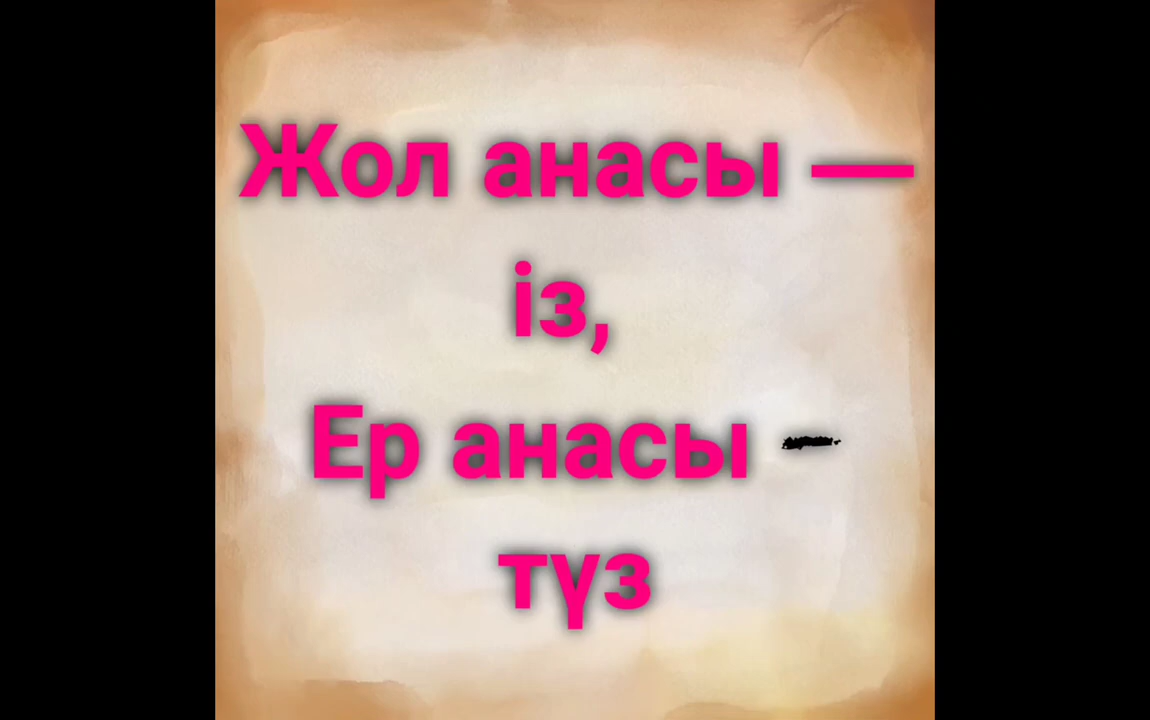 Жол анасы —
із,
Ер анасы -
түз